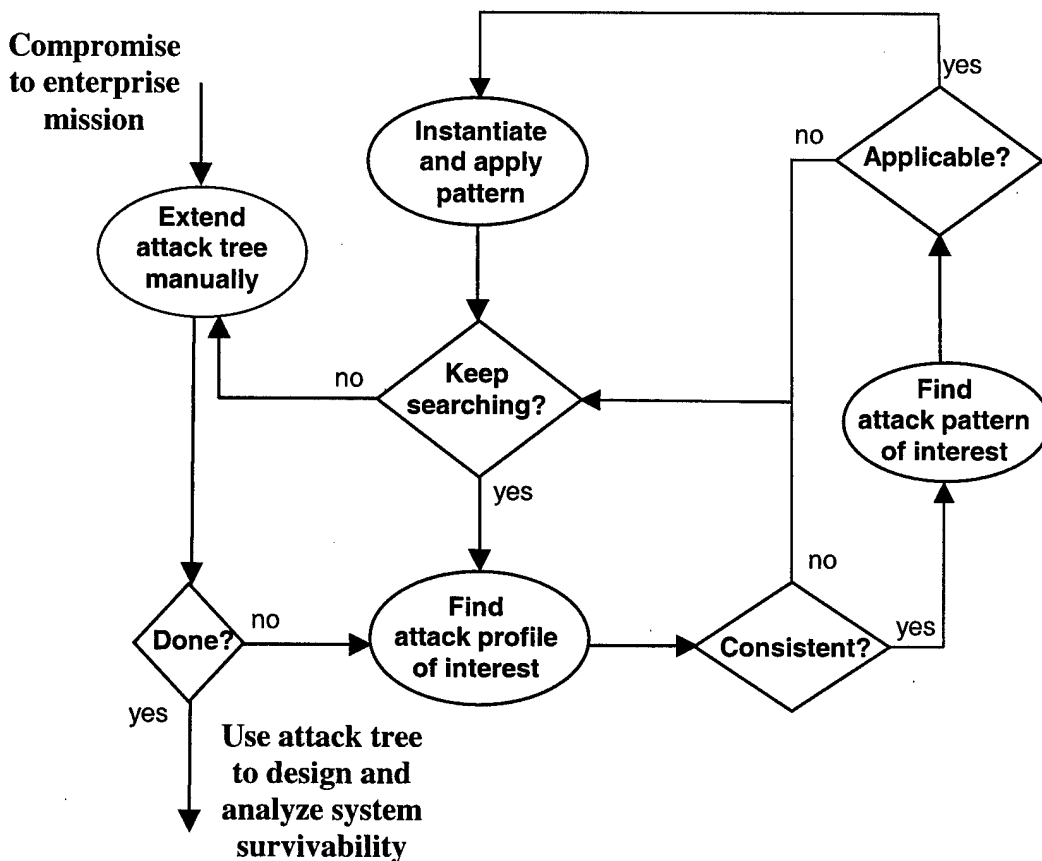 Compromise
to enterprise
mission
Extend
attack tree
manually
Instantiate
and apply
pattern
yes
no
Applicable?
no
Keep
searching?
yes
Find
attack pattern
of interest
no
Done?
no
yes
Find
attack profile
of interest
Consistent?
yes
Use attack tree
to design and
analyze system
survivability